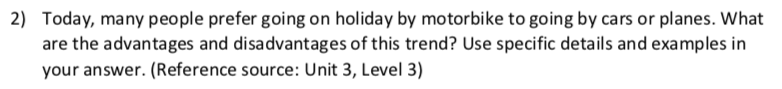 2) Today, many people prefer going on holiday by motorbike to going by cars or planes. What
are the advantages and disadvantages of this trend? Use specific details and examples in
your answer. (Reference source: Unit 3, Level 3)